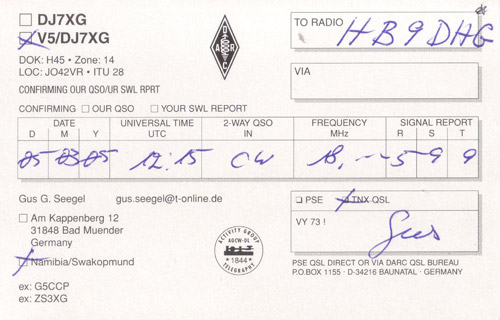 DJ7XG
V5/DJ7XG
DOK: H45 • Zone: 14
LOC: JO42VR • ITU 28
CONFIRMING OUR QSO/UR SWL RPRT
CONFIRMING OUR QSO YOUR SWL REPORT
DARC
TO RADIO HB9DHG
VIA
DATE UNIVERSAL TIME 2-WAY QSO FREQUENCY SIGNAL REPORT
D M Y UTC IN MHz R S T
05 03 05 12:15 CW 18,--- 5 9 9
Gus G. Seegel gus.seegel@t-online.de
Am Kappenberg 12
31848 Bad Muender
Germany
Namibia/Swakopmund
ex: G5CCP
ex: ZS3XG
ACTIVITY GROUP
AGCW-DL
1844
TELEGRAPHY
PSE TNX QSL
VY 73 !
Gus
PSE QSL DIRECT OR VIA DARC QSL BUREAU
P.O.BOX 1155 · D-34216 BAUNATAL · GERMANY